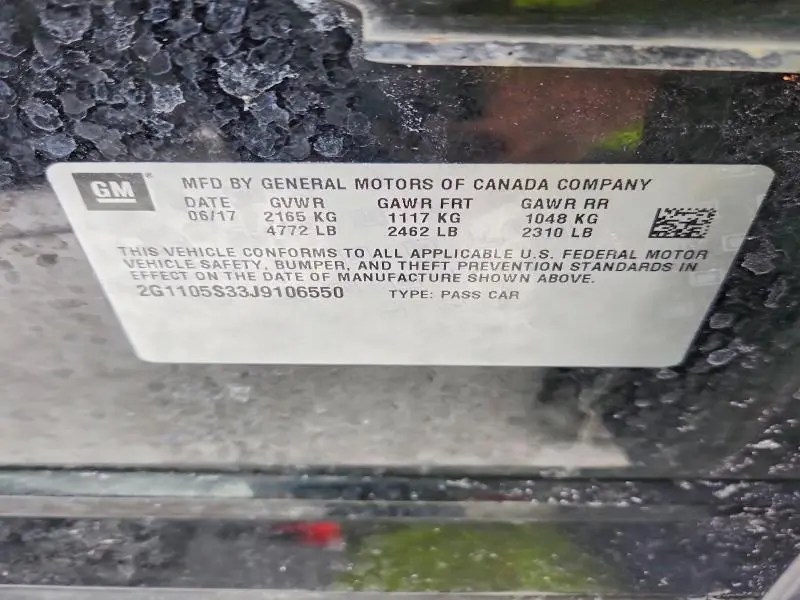 GM
MFD BY GENERAL MOTORS OF CANADA COMPANY
DATE GVWR GAWR FRT GAWR RR
06/17 2165 KG 1117 KG 1048 KG
4772 LB 2462 LB 2310 LB
THIS VEHICLE CONFORMS TO ALL APPLICABLE U.S. FEDERAL MOTOR
VEHICLE SAFETY, BUMPER, AND THEFT PREVENTION STANDARDS IN
EFFECT ON THE DATE OF MANUFACTURE SHOWN ABOVE.
2G1105S33J9106550 TYPE: PASS CAR